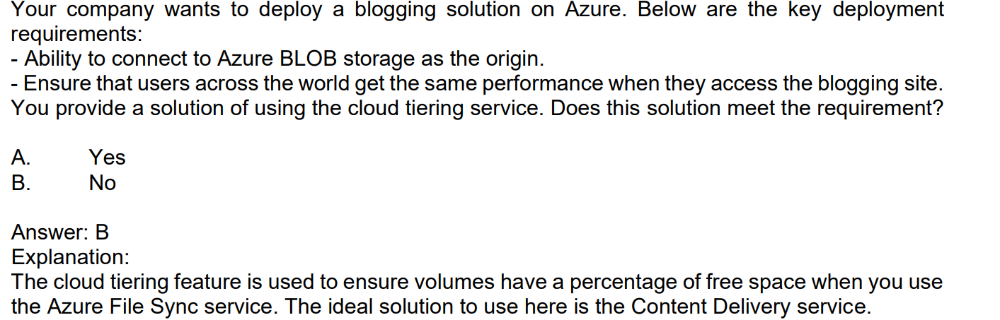 Your company wants to deploy a blogging solution on Azure. Below are the key deployment
requirements:
- Ability to connect to Azure BLOB storage as the origin.
- Ensure that users across the world get the same performance when they access the blogging site.
You provide a solution of using the cloud tiering service. Does this solution meet the requirement?
A. Yes
B. No
Answer: B
Explanation:
The cloud tiering feature is used to ensure volumes have a percentage of free space when you use
the Azure File Sync service. The ideal solution to use here is the Content Delivery service.